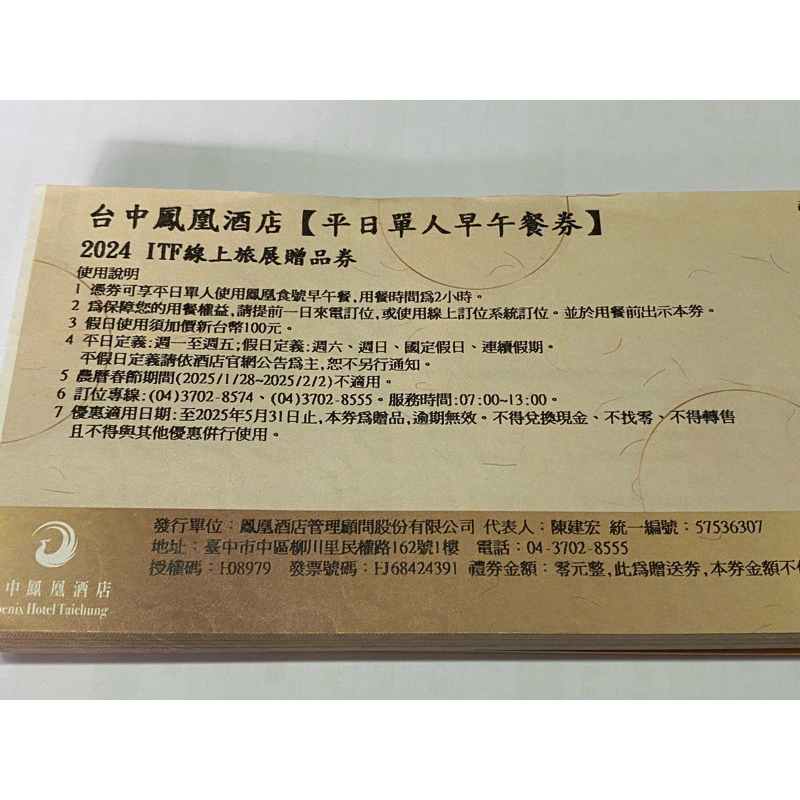 台中鳳凰酒店【平日單人早午餐券】
2024 ITF線上旅展贈品券
使用說明
1 憑券可享平日單人使用鳳凰食號早午餐,用餐時間為2小時。
2 為保障您的用餐權益,請提前一日來電訂位,或使用線上訂位系統訂位。並於用餐前出示本券。
3 假日使用須加價新台幣100元。
4 平日定義:週一至週五;假日定義:週六、週日、國定假日、連續假期。
平假日定義請依酒店官網公告為主,恕不另行通知。
5 農曆春節期間(2025/1/28~2025/2/2)不適用。
6 訂位專線:(04)3702-8574、(04)3702-8555。服務時間:07:00~13:00。
7 優惠適用日期:至2025年5月31日止,本券為贈品,逾期無效。不得兌換現金、不找零、不得轉售
且不得與其他優惠併行使用。
發行單位:鳳凰酒店管理顧問股份有限公司 代表人:陳建宏 統一編號:57536307
地址:臺中市中區柳川里民權路162號1樓 電話:04-3702-8555
授權碼:E08979 發票號碼:EJ68424391 禮券金額:零元整,此為贈送券,本券金額不
中鳳凰酒店
enix Hotel Taichung